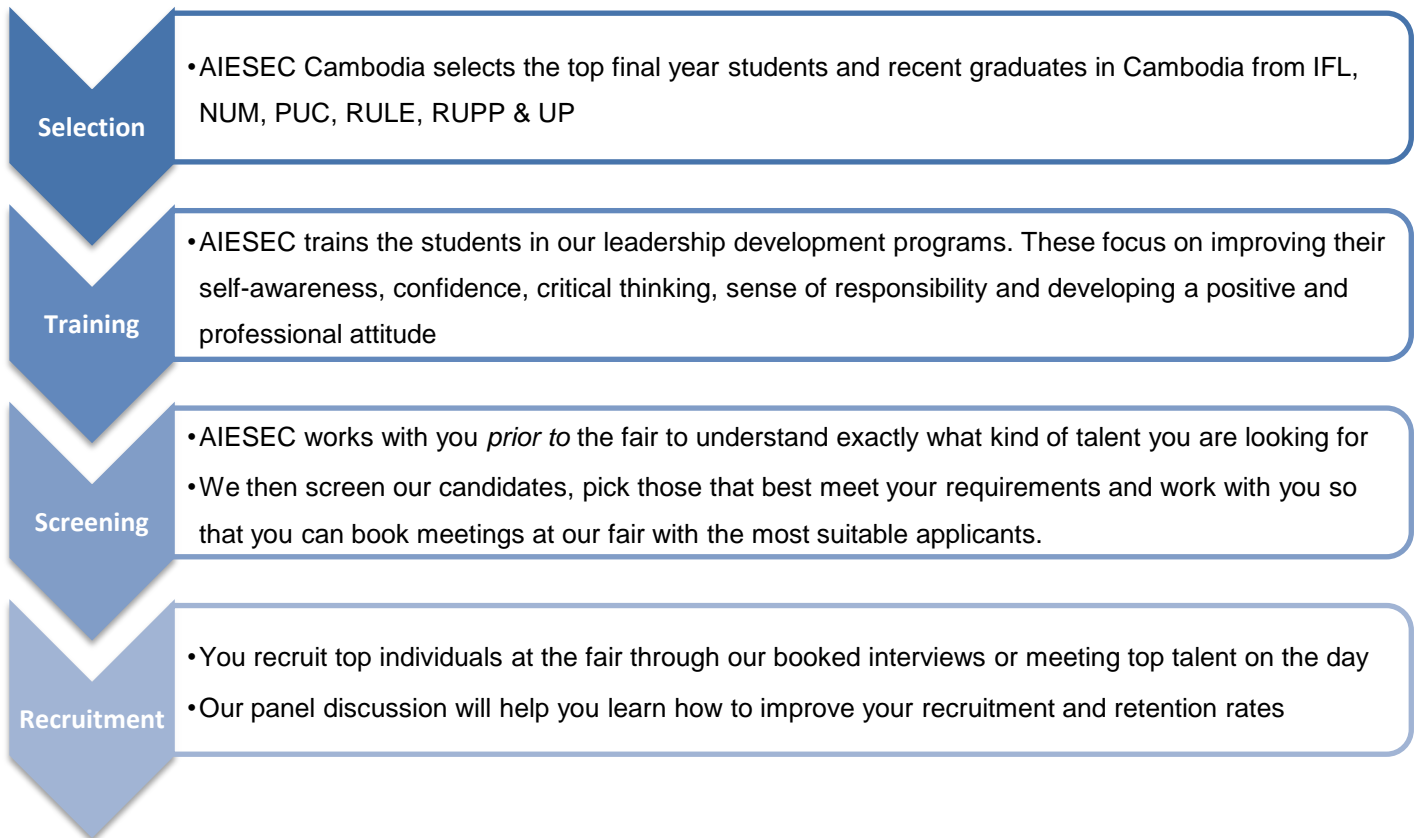 Selection
•AIESEC Cambodia selects the top final year students and recent graduates in Cambodia from IFL,
NUM, PUC, RULE, RUPP & UP
Training
•AIESEC trains the students in our leadership development programs. These focus on improving their
self-awareness, confidence, critical thinking, sense of responsibility and developing a positive and
professional attitude
Screening
•AIESEC works with you prior to the fair to understand exactly what kind of talent you are looking for
•We then screen our candidates, pick those that best meet your requirements and work with you so
that you can book meetings at our fair with the most suitable applicants.
Recruitment
•You recruit top individuals at the fair through our booked interviews or meeting top talent on the day
•Our panel discussion will help you learn how to improve your recruitment and retention rates